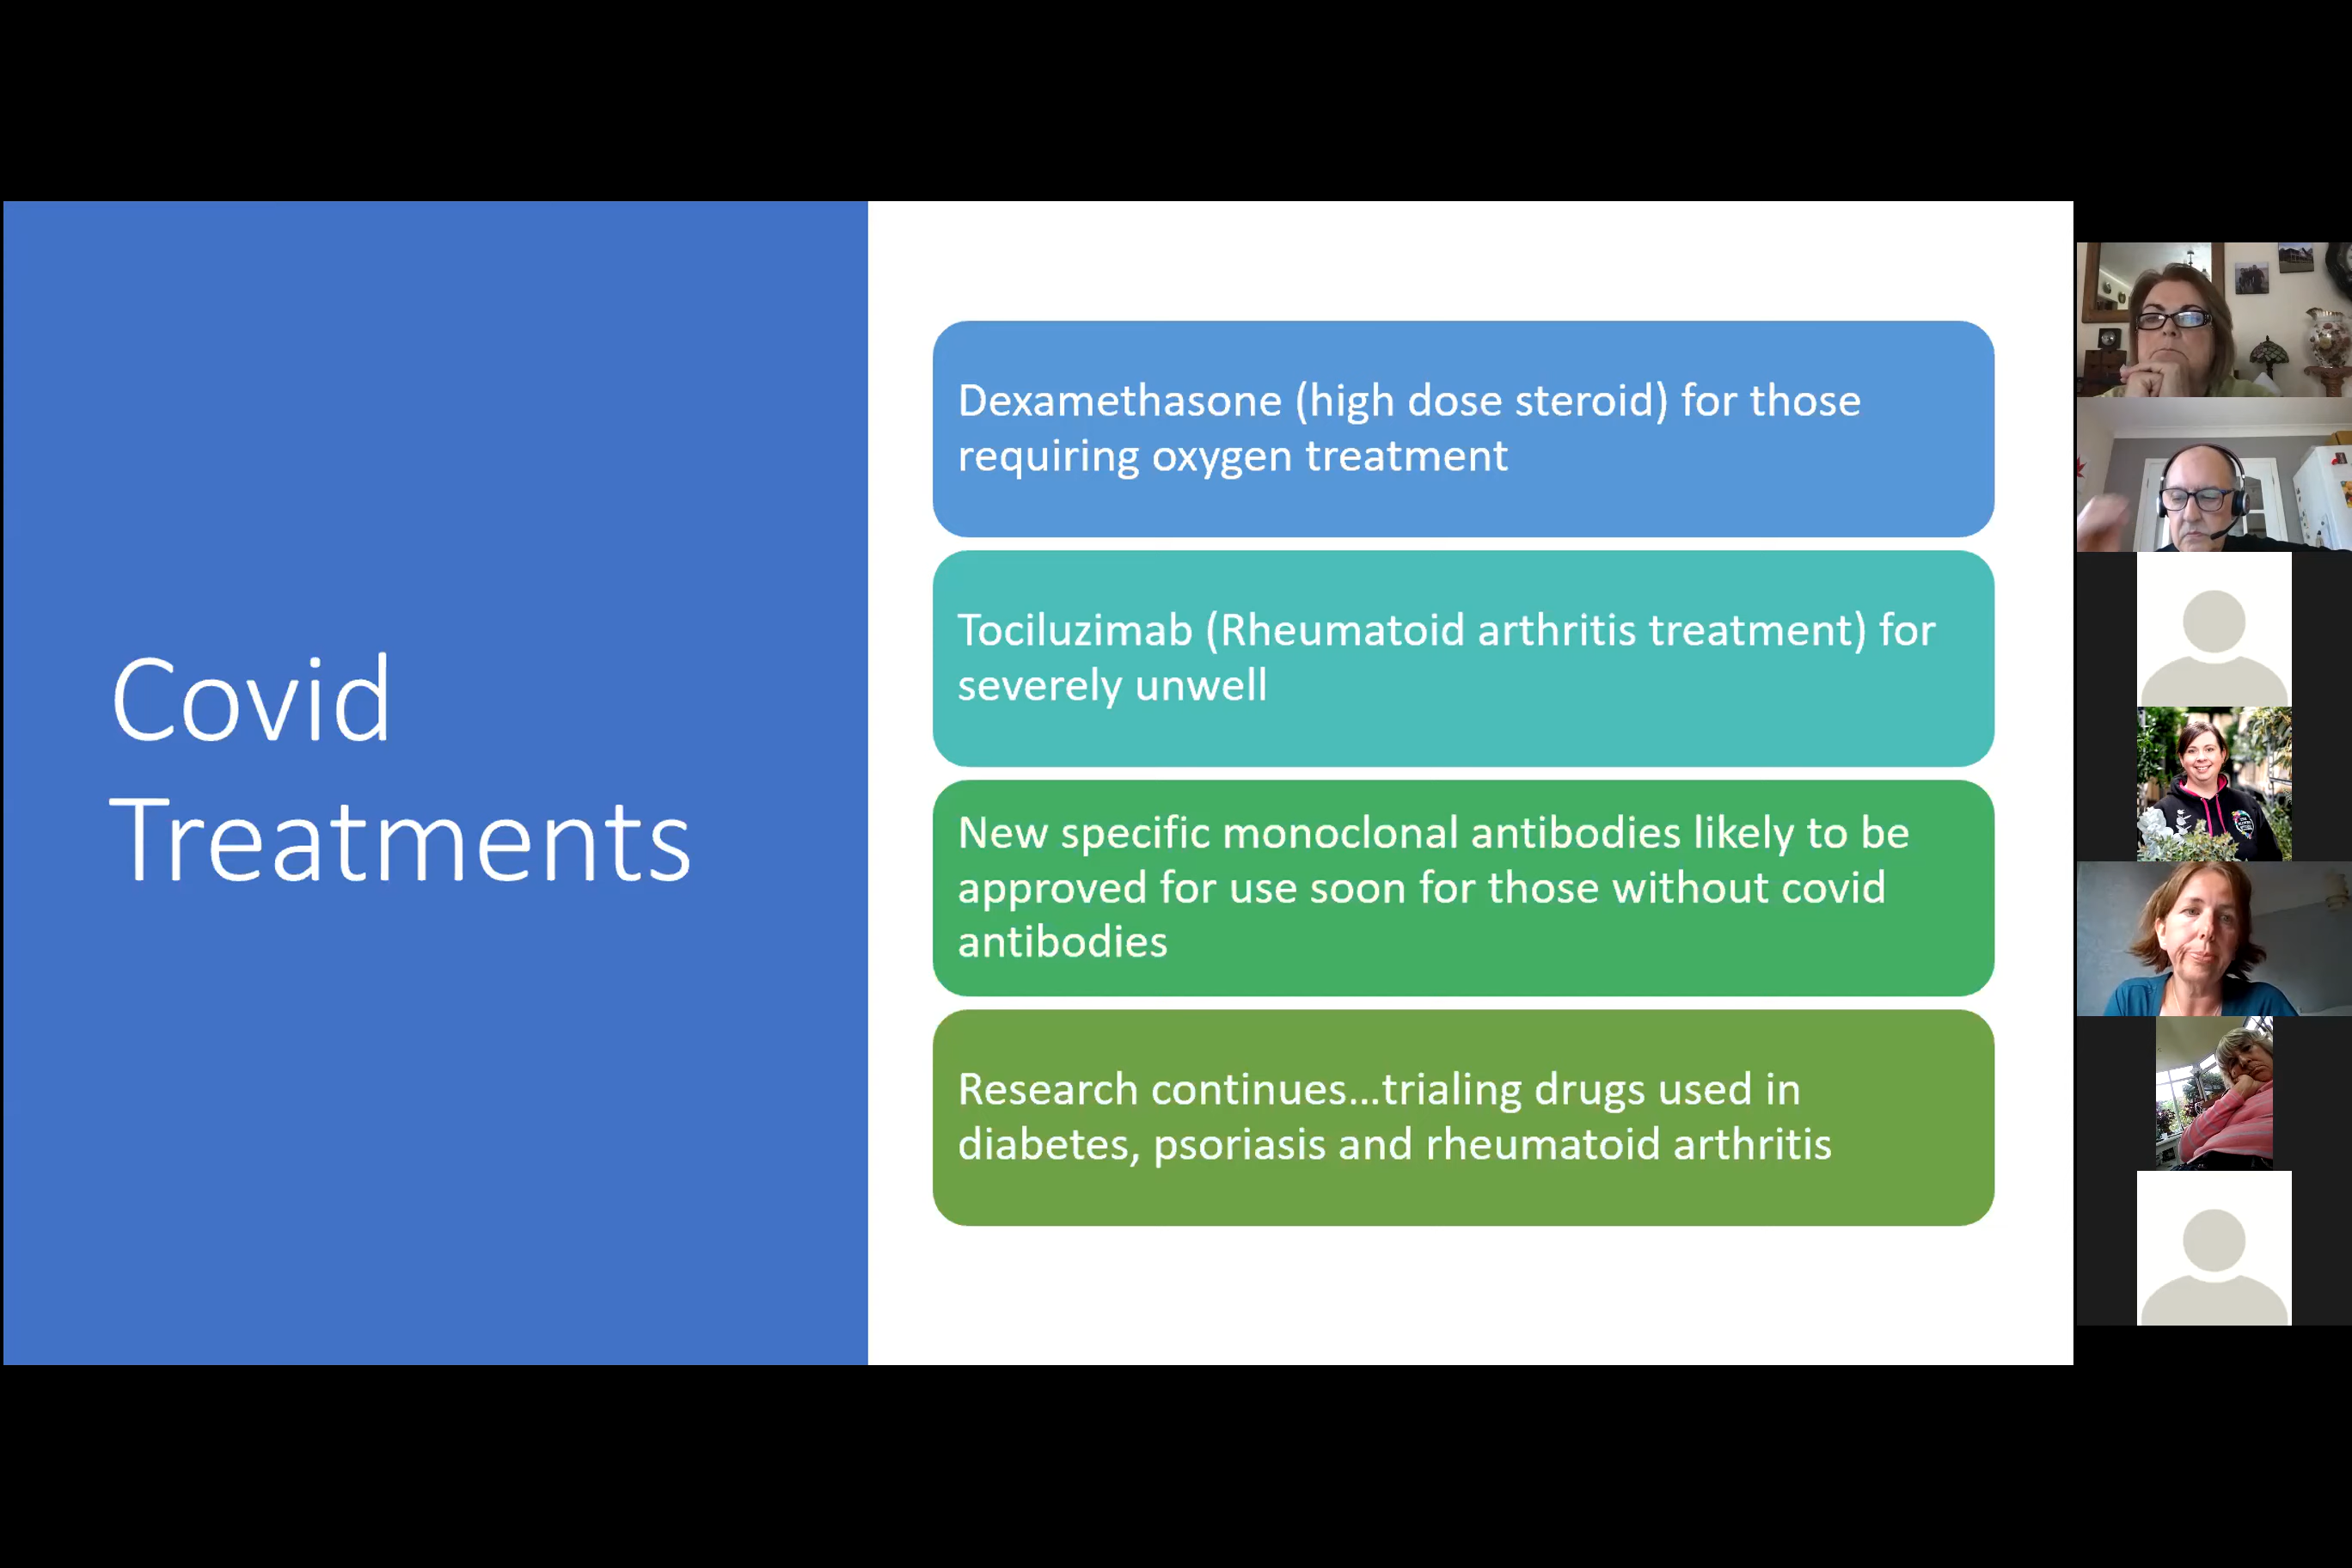 Covid
Treatments
Dexamethasone (high dose steroid) for those
requiring oxygen treatment
Tociluzimab (Rheumatoid arthritis treatment) for
severely unwell
New specific monoclonal antibodies likely to be
approved for use soon for those without covid
antibodies
Research continues...trialing drugs used in
diabetes, psoriasis and rheumatoid arthritis